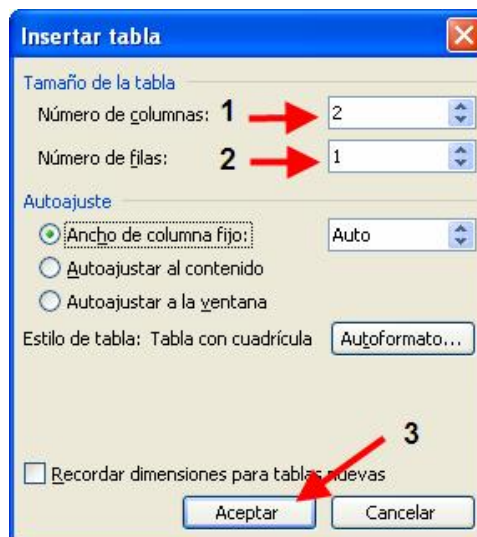 Insertar tabla
Tamaño de la tabla
Número de columnas: 1 2
Número de filas: 2 1
Autoajuste
Ancho de columna fijo: Auto
Autoajustar al contenido
Autoajustar a la ventana
Estilo de tabla: Tabla con cuadrícula Autoformato...
3
Recordar dimensiones para tablas nuevas
Aceptar Cancelar